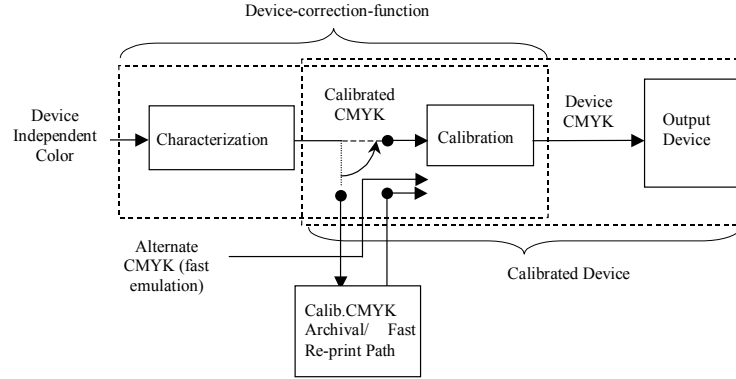 Device-correction-function
Device
Independent
Color
Characterization
Calibrated
CMYK
Calibration
Device
CMYK
Output
Device
Alternate
CMYK (fast
emulation)
Calibrated Device
Calib.CMYK
Archival/ Fast
Re-print Path